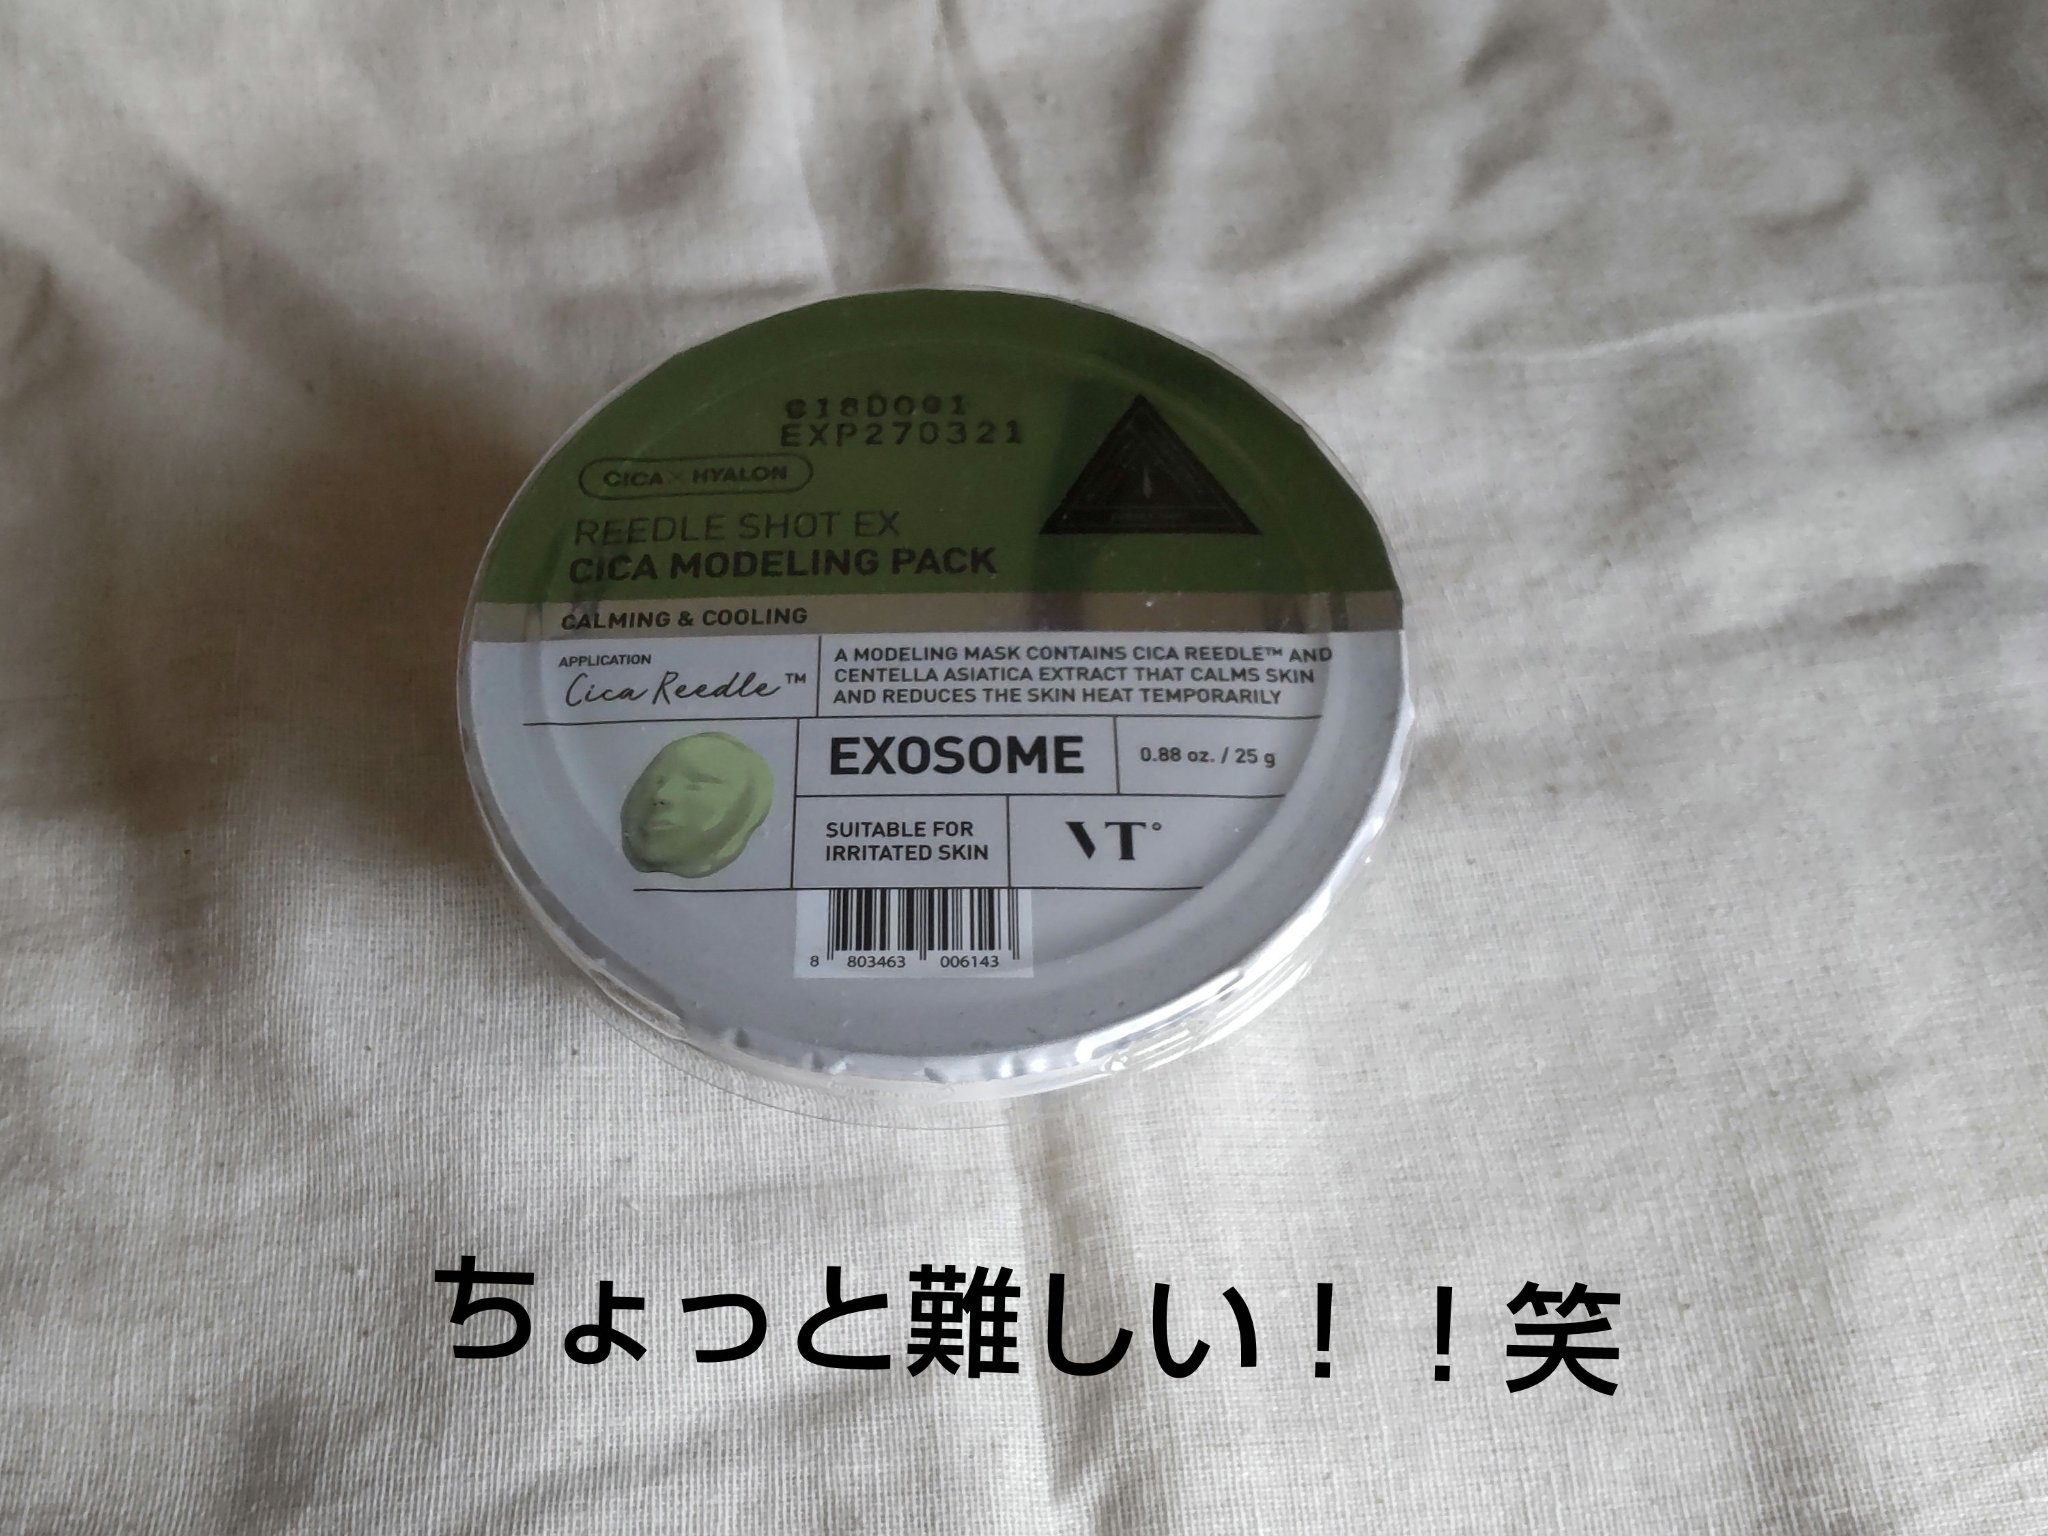 EXP270321
CICA × HYALON
REEDLE SHOT EX
CICA MODELING PACK
CALMING & COOLING
APPLICATION
Cica Reedle™
A MODELING MASK CONTAINS CICA REEDLE™ AND
CENTELLA ASIATICA EXTRACT THAT CALMS SKIN
AND REDUCES THE SKIN HEAT TEMPORARILY
EXOSOME
0.88 oz. / 25 g
SUITABLE FOR
IRRITATED SKIN
VT°
8 803463 006143
ちょっと難しい！！笑